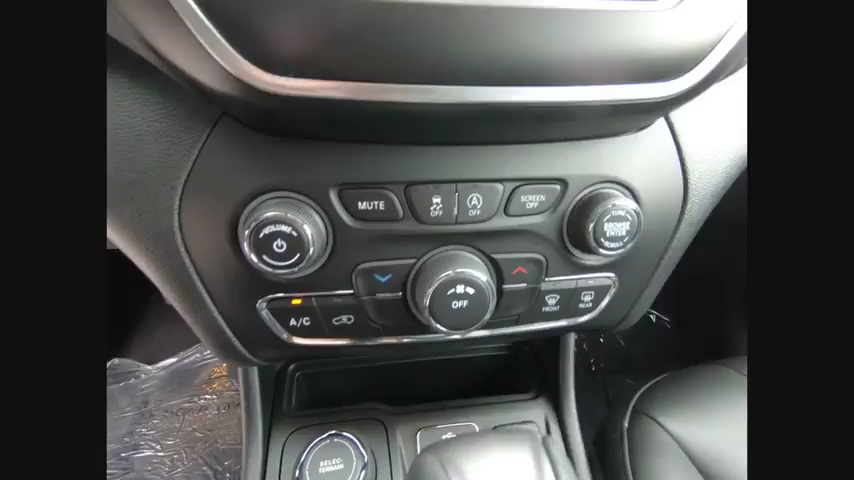 MUTE
OFF
A
OFF
SCREEN
OFF
VOLUME
TUNE
BROWSE
ENTER
SCROLL
OFF
A/C
FRONT
REAR
SELEC-
TERRAIN